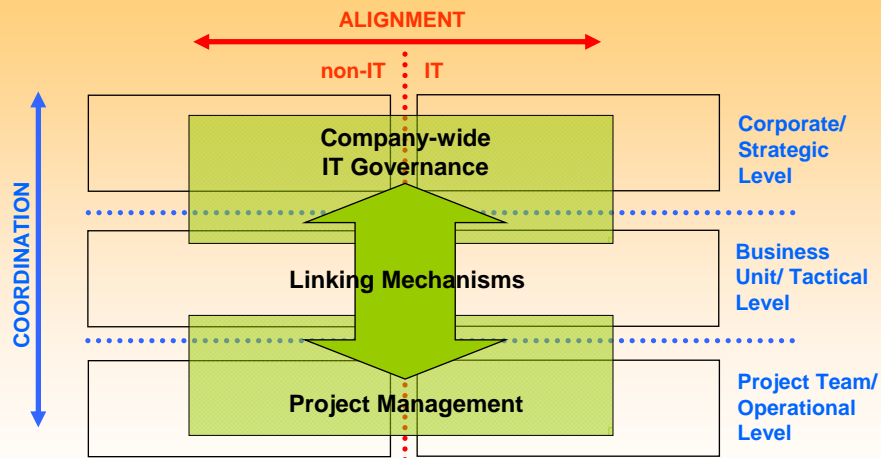 ALIGNMENT
non-IT IT
Company-wide
IT Governance
Corporate/
Strategic
Level
COORDINATION
Linking Mechanisms
Business
Unit/ Tactical
Level
Project Management
Project Team/
Operational
Level